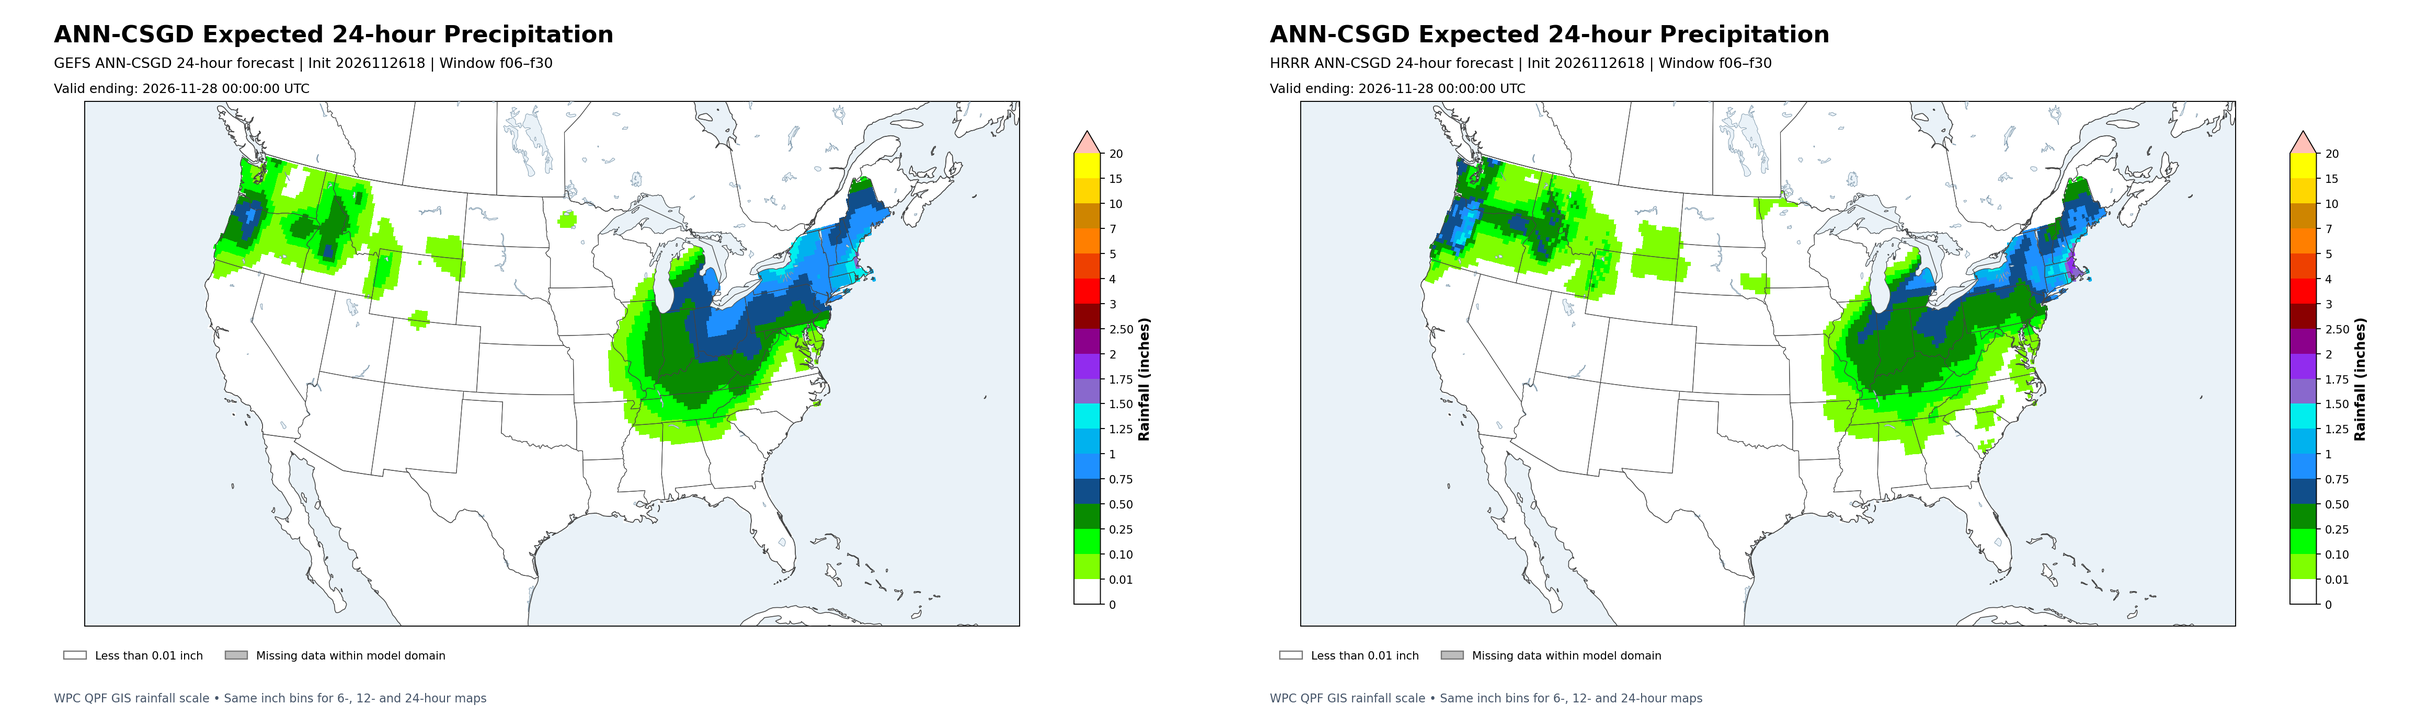 ANN-CSGD Expected 24-hour Precipitation
GEFS ANN-CSGD 24-hour forecast | Init 2026112618 | Window f06–f30
Valid ending: 2026-11-28 00:00:00 UTC
20
15
10
7
5
4
3
2.50
2
1.75
1.50
1.25
1
0.75
0.50
0.25
0.10
0.01
0
Rainfall (inches)
Less than 0.01 inch
Missing data within model domain
WPC QPF GIS rainfall scale • Same inch bins for 6-, 12- and 24-hour maps
ANN-CSGD Expected 24-hour Precipitation
HRRR ANN-CSGD 24-hour forecast | Init 2026112618 | Window f06–f30
Valid ending: 2026-11-28 00:00:00 UTC
20
15
10
7
5
4
3
2.50
2
1.75
1.50
1.25
1
0.75
0.50
0.25
0.10
0.01
0
Rainfall (inches)
Less than 0.01 inch
Missing data within model domain
WPC QPF GIS rainfall scale • Same inch bins for 6-, 12- and 24-hour maps